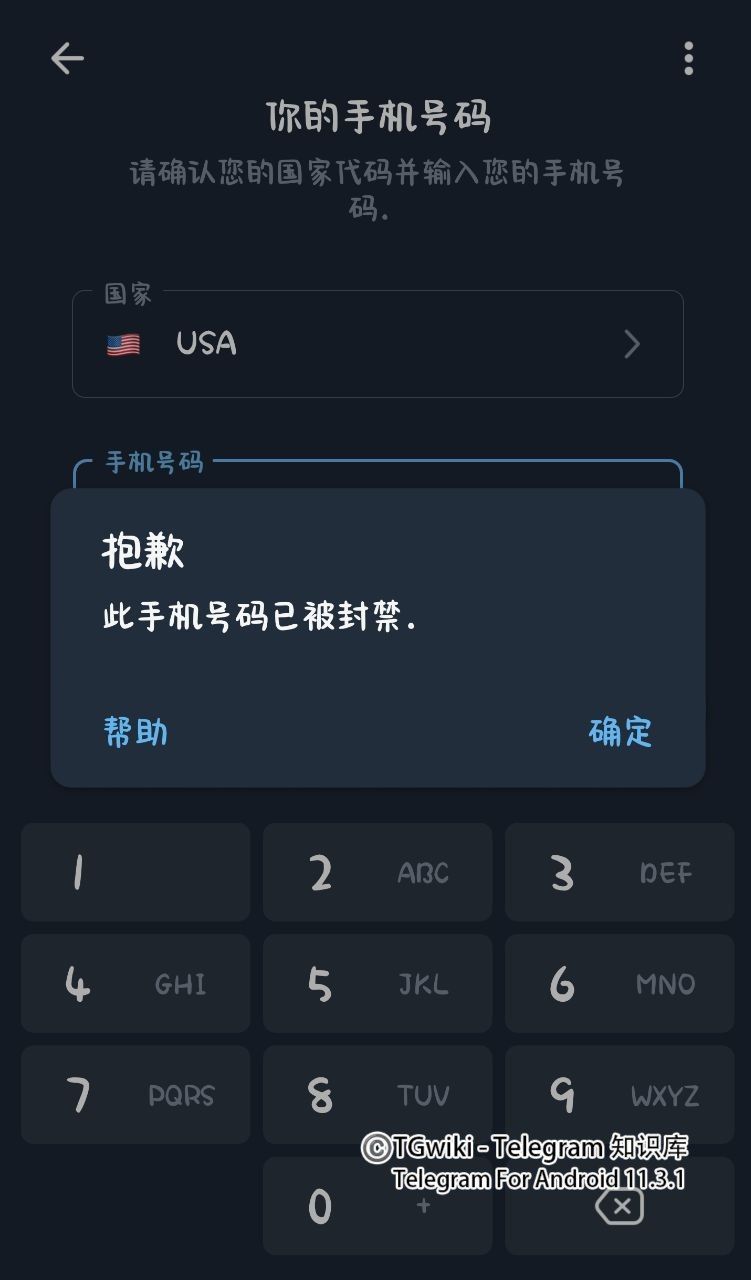 你的手机号码
请确认您的国家代码并输入您的手机号
码.
国家
USA
手机号码
抱歉
此手机号码已被封禁.
帮助 确定
1 2 ABC 3 DEF
4 GHI 5 JKL 6 MNO
7 PQRS 8 TUV 9 WXYZ
©TGwiki - Telegram 知识库
Telegram For Android 11.3.1
0 +